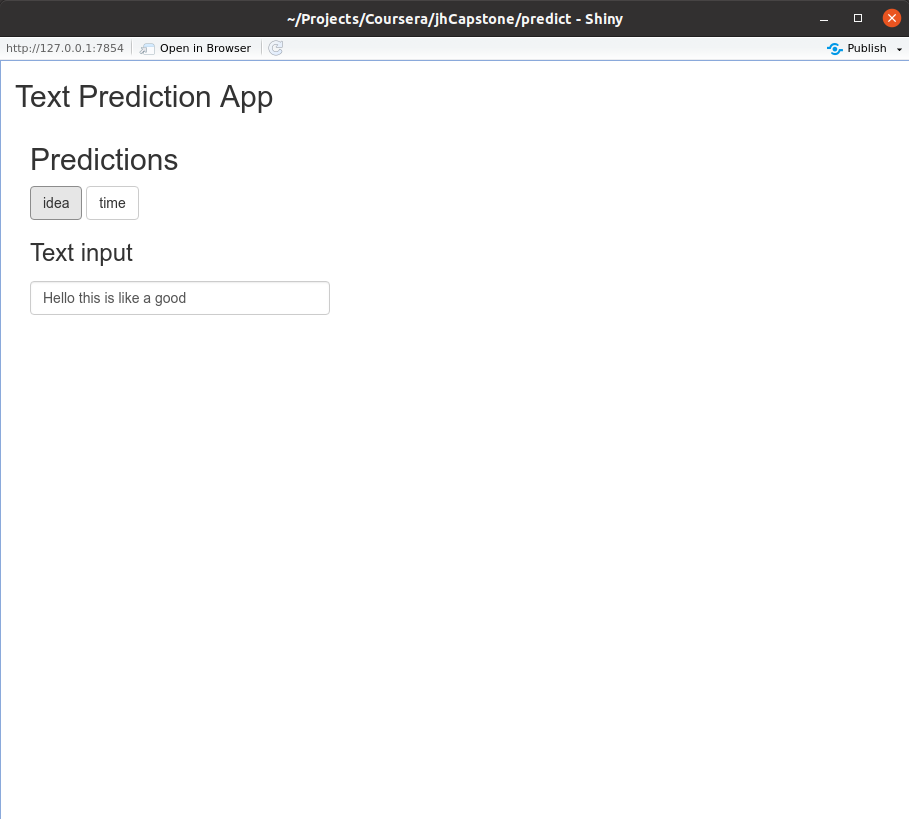 ~/Projects/Coursera/jhCapstone/predict - Shiny
http://127.0.0.1:7854 Open in Browser Publish
Text Prediction App
Predictions
idea time
Text input
Hello this is like a good